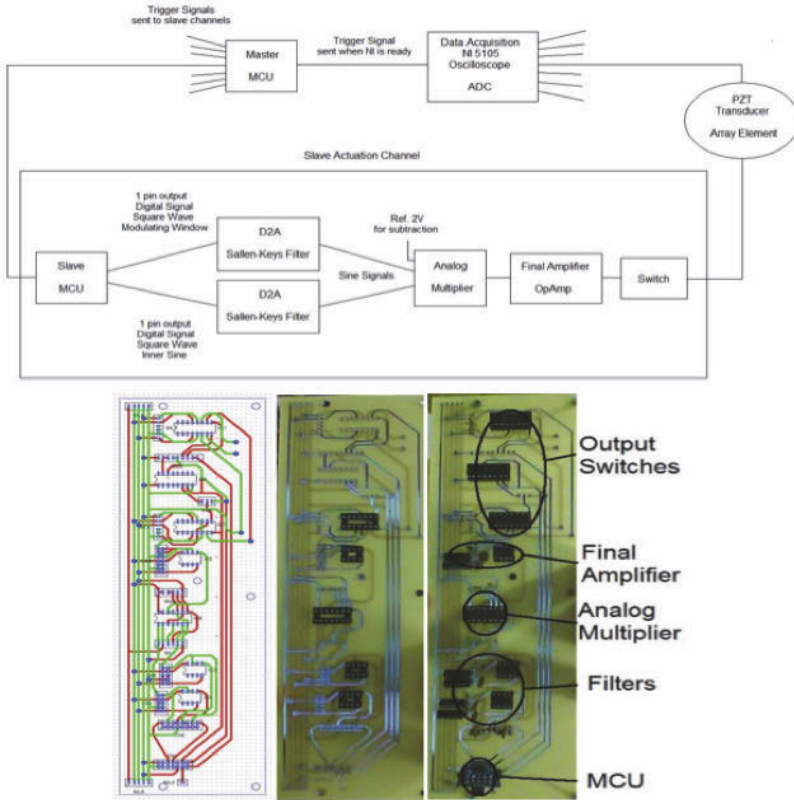 Trigger Signals
sent to slave channels
Master
MCU
Trigger Signal
sent when NI is ready
Data Acquisition
NI 5105
Oscilloscope
ADC
PZT
Transducer
Array Element
Slave Actuation Channel
1 pin output
Digital Signal
Square Wave
Modulating Window
D2A
Sallen-Keys Filter
Ref. 2V
for subtraction
Slave
MCU
Sine Signals
Analog
Multiplier
Final Amplifier
OpAmp
Switch
D2A
Sallen-Keys Filter
1 pin output
Digital Signal
Square Wave
Inner Sine
Output
Switches
Final
Amplifier
Analog
Multiplier
Filters
MCU